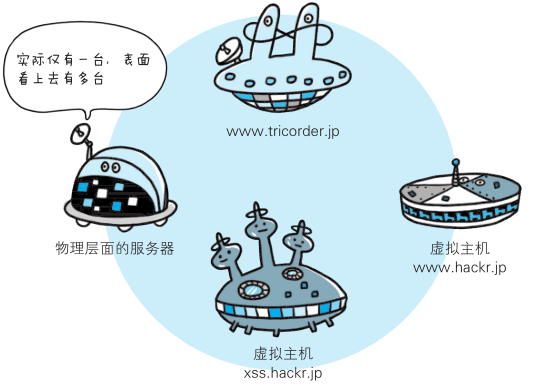 实际仅有一台，表面
看上去有多台
www.tricorder.jp
物理层面的服务器
虚拟主机
www.hackr.jp
虚拟主机
xss.hackr.jp